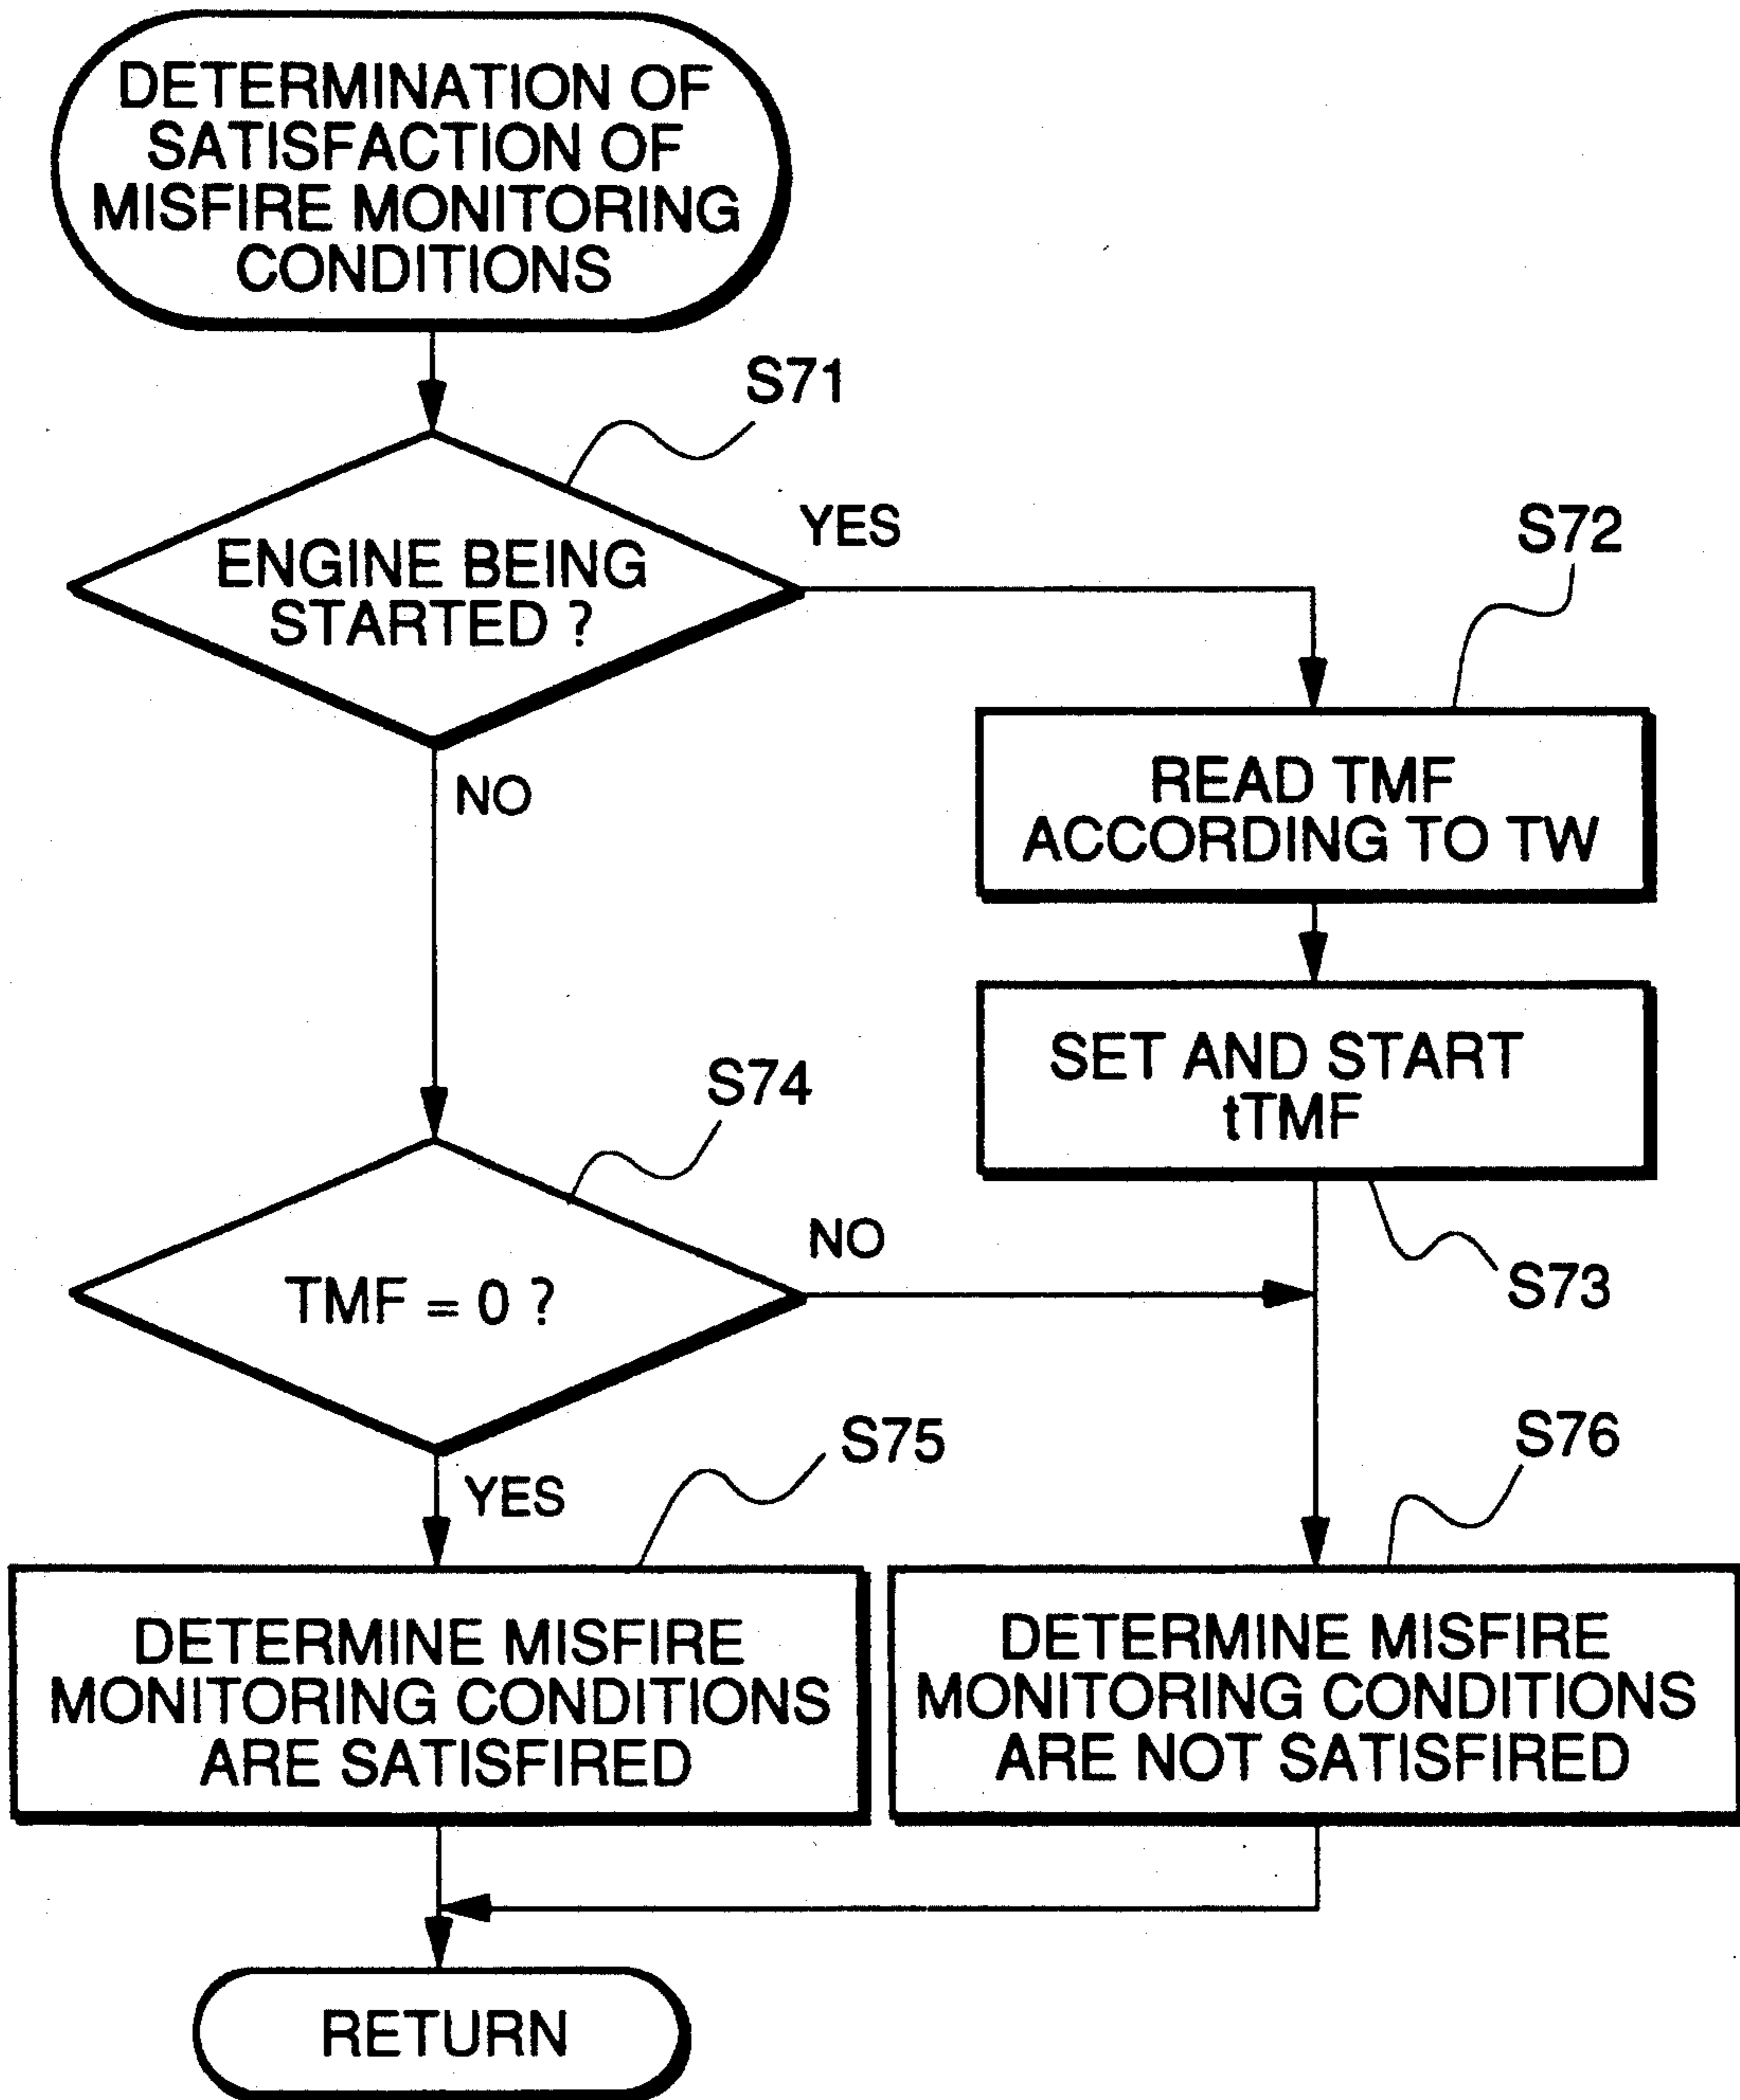 DETERMINATION OF
SATISFACTION OF
MISFIRE MONITORING
CONDITIONS
S71
ENGINE BEING
STARTED ?
YES
NO
S72
READ TMF
ACCORDING TO TW
SET AND START
tTMF
S73
S74
TMF = 0 ?
NO
YES
S75
DETERMINE MISFIRE
MONITORING CONDITIONS
ARE SATISFIRED
S76
DETERMINE MISFIRE
MONITORING CONDITIONS
ARE NOT SATISFIRED
RETURN